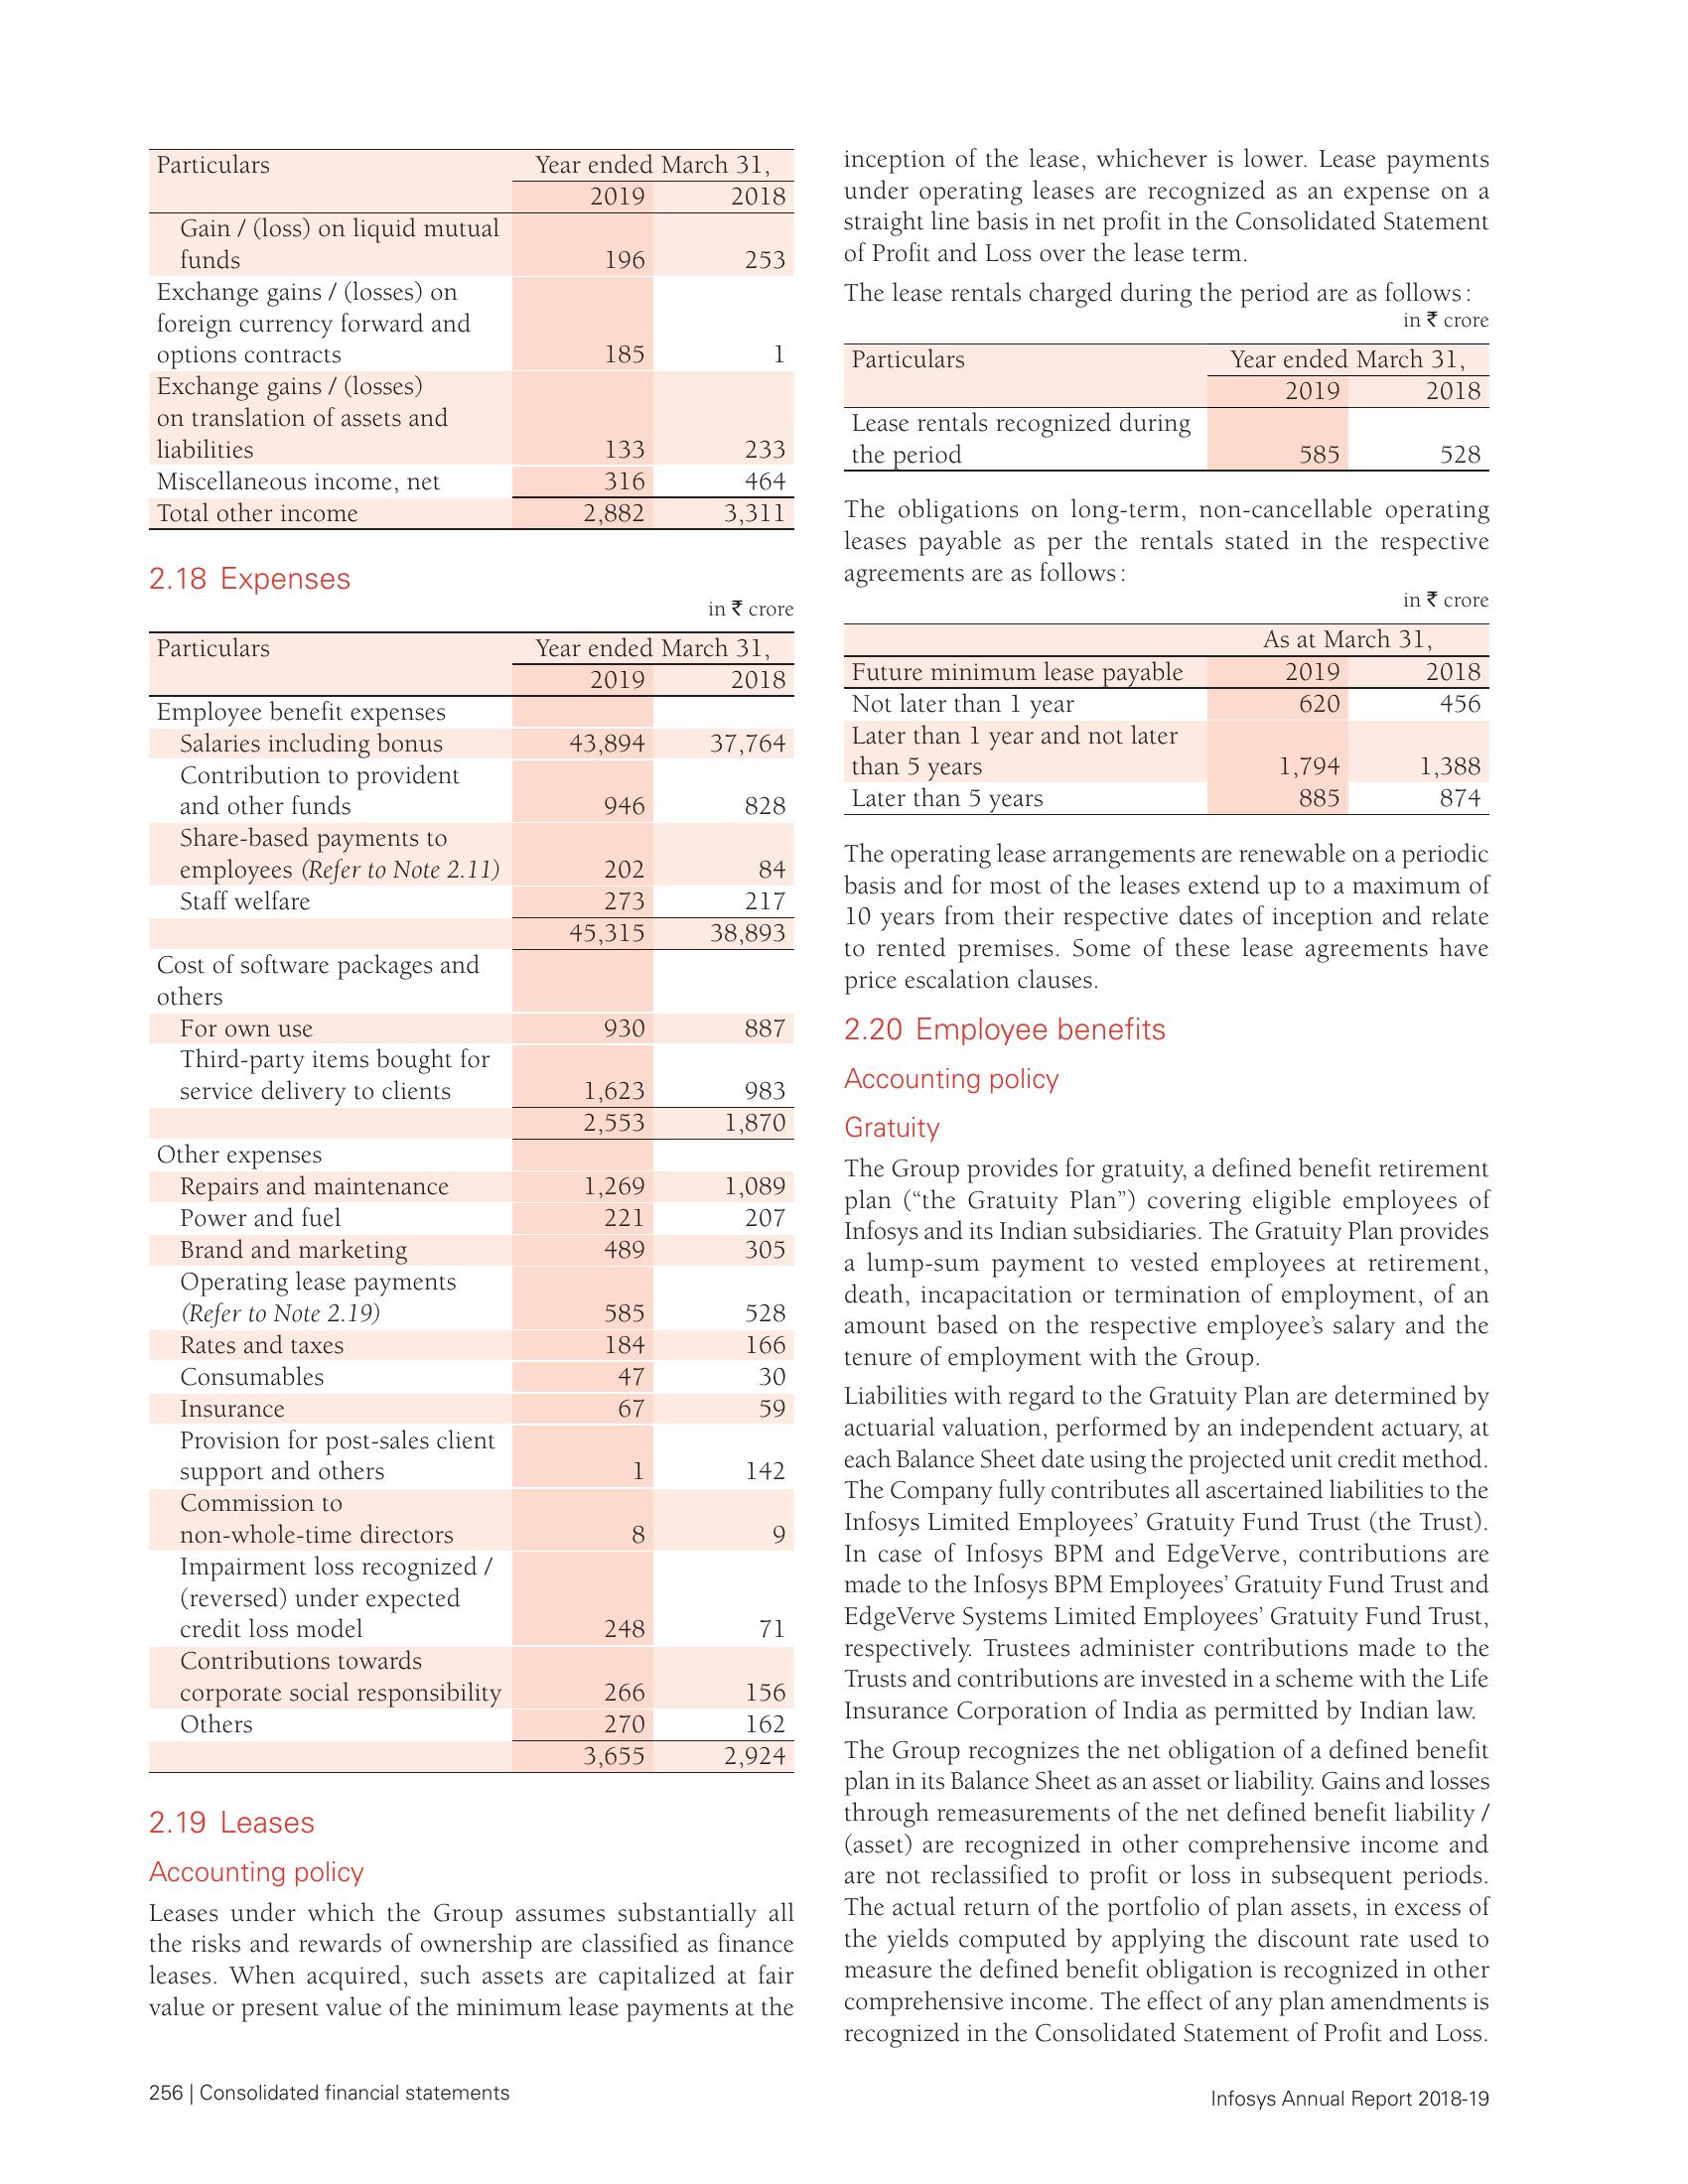 Particulars Year ended March 31,
2019 2018
Gain / (loss) on liquid mutual
funds 196 253
Exchange gains / (losses) on
foreign currency forward and
options contracts 185 1
Exchange gains / (losses)
on translation of assets and
liabilities 133 233
Miscellaneous income, net 316 464
Total other income 2,882 3,311
2.18 Expenses
in ₹ crore
Particulars Year ended March 31,
2019 2018
Employee benefit expenses
Salaries including bonus 43,894 37,764
Contribution to provident
and other funds 946 828
Share-based payments to
employees (Refer to Note 2.11) 202 84
Staff welfare 273 217
45,315 38,893
Cost of software packages and
others
For own use 930 887
Third-party items bought for
service delivery to clients 1,623 983
2,553 1,870
Other expenses
Repairs and maintenance 1,269 1,089
Power and fuel 221 207
Brand and marketing 489 305
Operating lease payments
(Refer to Note 2.19) 585 528
Rates and taxes 184 166
Consumables 47 30
Insurance 67 59
Provision for post-sales client
support and others 1 142
Commission to
non-whole-time directors 8 9
Impairment loss recognized /
(reversed) under expected
credit loss model 248 71
Contributions towards
corporate social responsibility 266 156
Others 270 162
3,655 2,924
2.19 Leases
Accounting policy
Leases under which the Group assumes substantially all
the risks and rewards of ownership are classified as finance
leases. When acquired, such assets are capitalized at fair
value or present value of the minimum lease payments at the
inception of the lease, whichever is lower. Lease payments
under operating leases are recognized as an expense on a
straight line basis in net profit in the Consolidated Statement
of Profit and Loss over the lease term.
The lease rentals charged during the period are as follows:
in ₹ crore
Particulars Year ended March 31,
2019 2018
Lease rentals recognized during
the period 585 528
The obligations on long-term, non-cancellable operating
leases payable as per the rentals stated in the respective
agreements are as follows:
in ₹ crore
As at March 31,
Future minimum lease payable 2019 2018
Not later than 1 year 620 456
Later than 1 year and not later
than 5 years 1,794 1,388
Later than 5 years 885 874
The operating lease arrangements are renewable on a periodic
basis and for most of the leases extend up to a maximum of
10 years from their respective dates of inception and relate
to rented premises. Some of these lease agreements have
price escalation clauses.
2.20 Employee benefits
Accounting policy
Gratuity
The Group provides for gratuity, a defined benefit retirement
plan (“the Gratuity Plan”) covering eligible employees of
Infosys and its Indian subsidiaries. The Gratuity Plan provides
a lump-sum payment to vested employees at retirement,
death, incapacitation or termination of employment, of an
amount based on the respective employee’s salary and the
tenure of employment with the Group.
Liabilities with regard to the Gratuity Plan are determined by
actuarial valuation, performed by an independent actuary, at
each Balance Sheet date using the projected unit credit method.
The Company fully contributes all ascertained liabilities to the
Infosys Limited Employees’ Gratuity Fund Trust (the Trust).
In case of Infosys BPM and EdgeVerve, contributions are
made to the Infosys BPM Employees’ Gratuity Fund Trust and
EdgeVerve Systems Limited Employees’ Gratuity Fund Trust,
respectively. Trustees administer contributions made to the
Trusts and contributions are invested in a scheme with the Life
Insurance Corporation of India as permitted by Indian law.
The Group recognizes the net obligation of a defined benefit
plan in its Balance Sheet as an asset or liability. Gains and losses
through remeasurements of the net defined benefit liability /
(asset) are recognized in other comprehensive income and
are not reclassified to profit or loss in subsequent periods.
The actual return of the portfolio of plan assets, in excess of
the yields computed by applying the discount rate used to
measure the defined benefit obligation is recognized in other
comprehensive income. The effect of any plan amendments is
recognized in the Consolidated Statement of Profit and Loss.
256 | Consolidated financial statements
Infosys Annual Report 2018-19